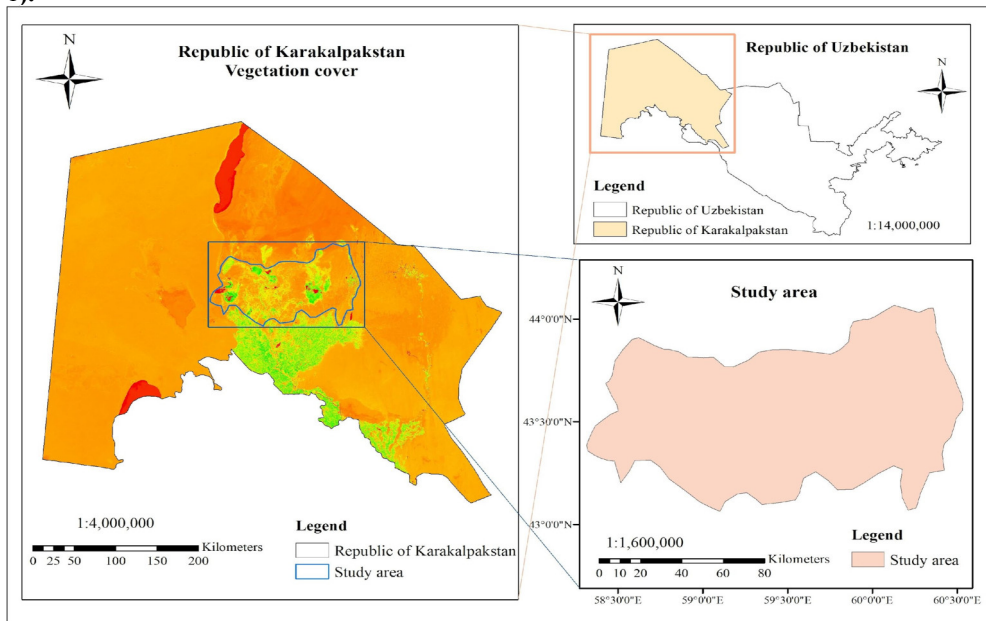 N
Republic of Karakalpakstan
Vegetation cover
1:4,000,000
Kilometers
0 25 50 100 150 200
Legend
Republic of Karakalpakstan
Study area
Republic of Uzbekistan
N
Legend
Republic of Uzbekistan
Republic of Karakalpakstan
1:14,000,000
N
Study area
44°0'0"N
43°30'0"N
43°0'0"N
1:1,600,000
Kilometers
0 10 20 40 60 80
Legend
Study area
58°30'0"E 59°0'0"E 59°30'0"E 60°0'0"E 60°30'0"E